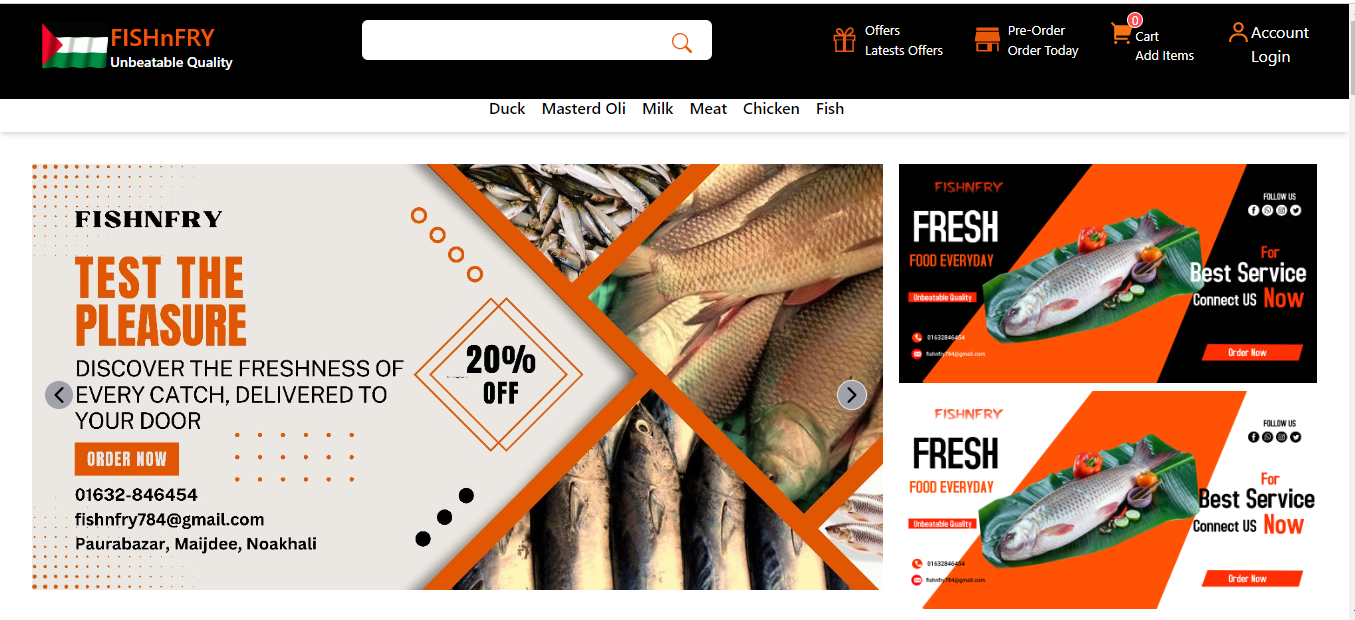 FISHnFRY
Unbeatable Quality
Offers
Latests Offers
Pre-Order
Order Today
0
Cart
Add Items
Account
Login
Duck Masterd Oli Milk Meat Chicken Fish
FISHNFRY
TEST THE
PLEASURE
DISCOVER THE FRESHNESS OF
EVERY CATCH, DELIVERED TO
YOUR DOOR
ORDER NOW
01632-846454
fishnfry784@gmail.com
Paurabazar, Maijdee, Noakhali
20%
OFF
FISHNFRY
FRESH
FOOD EVERYDAY
Unbeatable Quality
01632846454
fishnfry784@gmail.com
FOLLOW US
For
Best Service
Connect US Now
Order Now
FISHNFRY
FRESH
FOOD EVERYDAY
Unbeatable Quality
01632846454
fishnfry784@gmail.com
FOLLOW US
For
Best Service
Connect US Now
Order Now